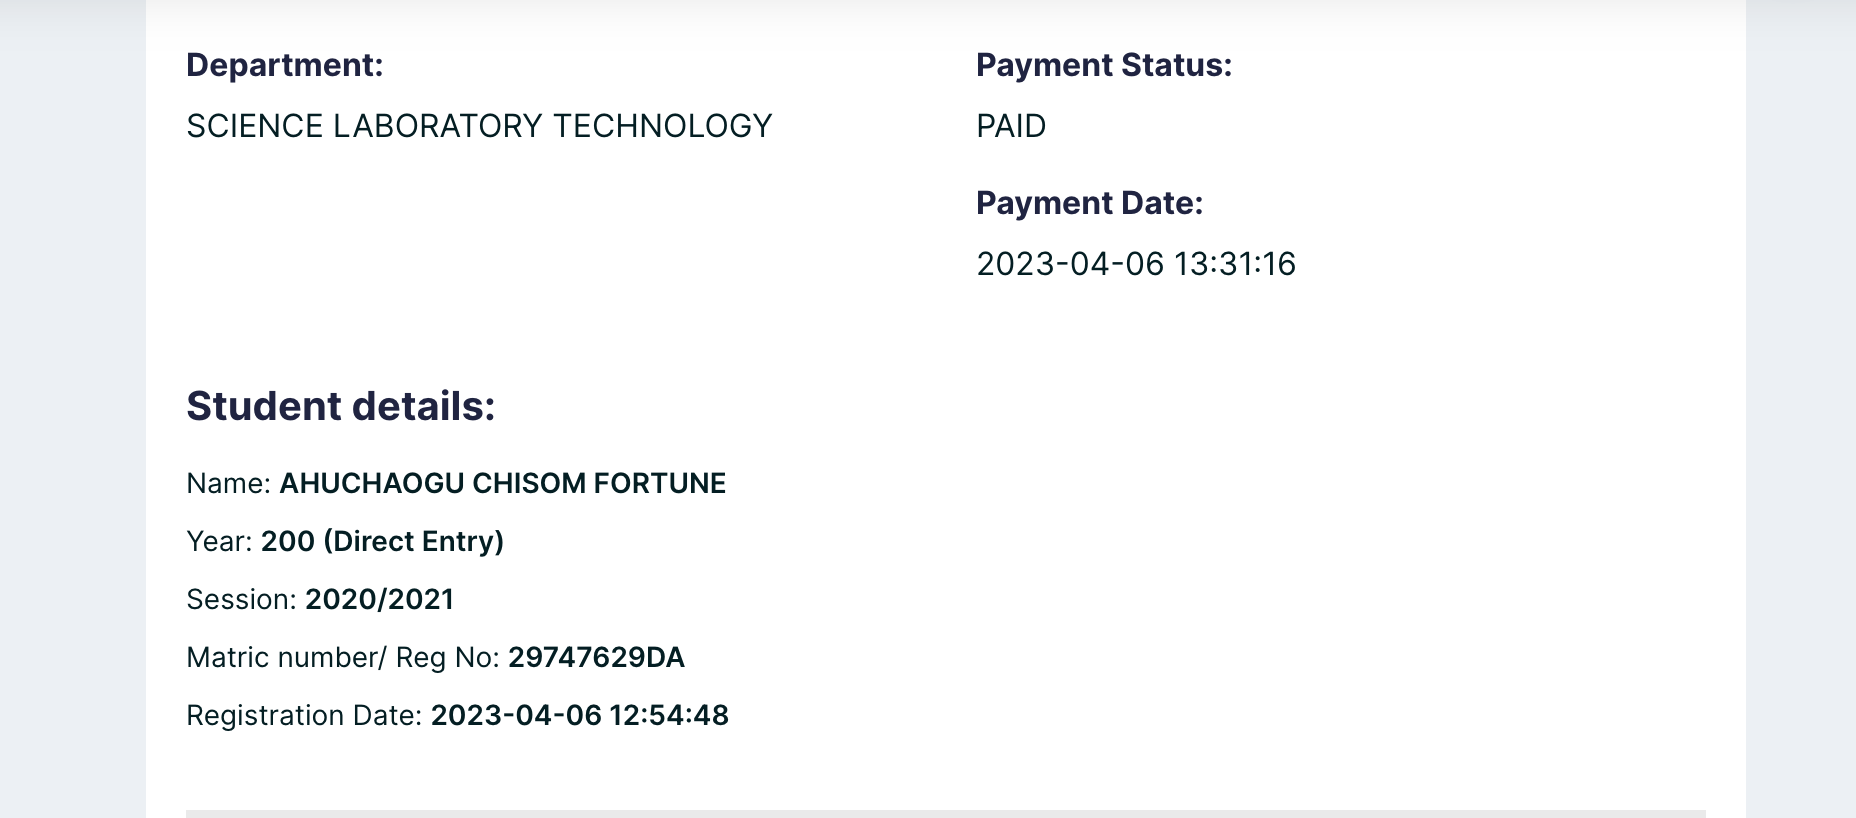 Department:
SCIENCE LABORATORY TECHNOLOGY
Payment Status:
PAID
Payment Date:
2023-04-06 13:31:16
Student details:
Name: AHUCHAOGU CHISOM FORTUNE
Year: 200 (Direct Entry)
Session: 2020/2021
Matric number/ Reg No: 29747629DA
Registration Date: 2023-04-06 12:54:48